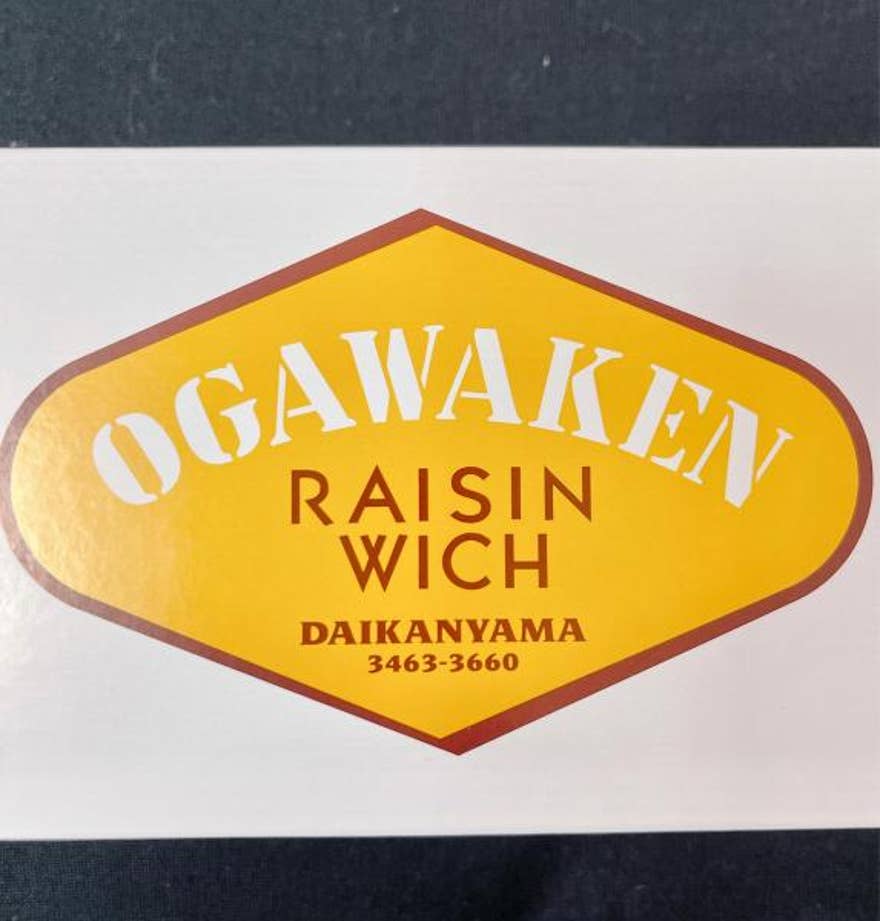 OGAWAKEN
RAISIN
WICH
DAIKANYAMA
3463-3660